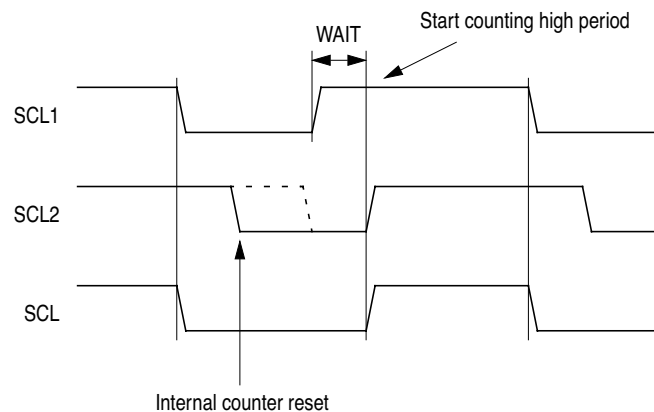 Start counting high period
WAIT
SCL1
SCL2
SCL
Internal counter reset